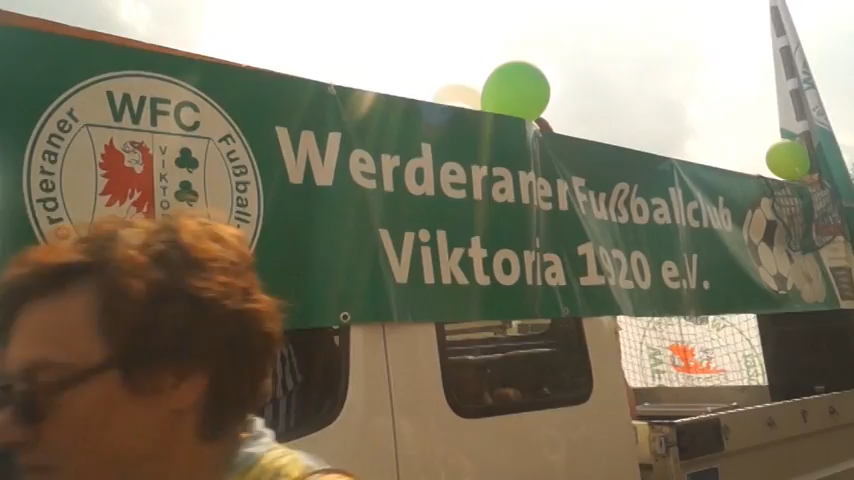 WFC
rderaner
Fußball-
VIKTO
Werderaner Fußballclub
Viktoria 1920 e.V.